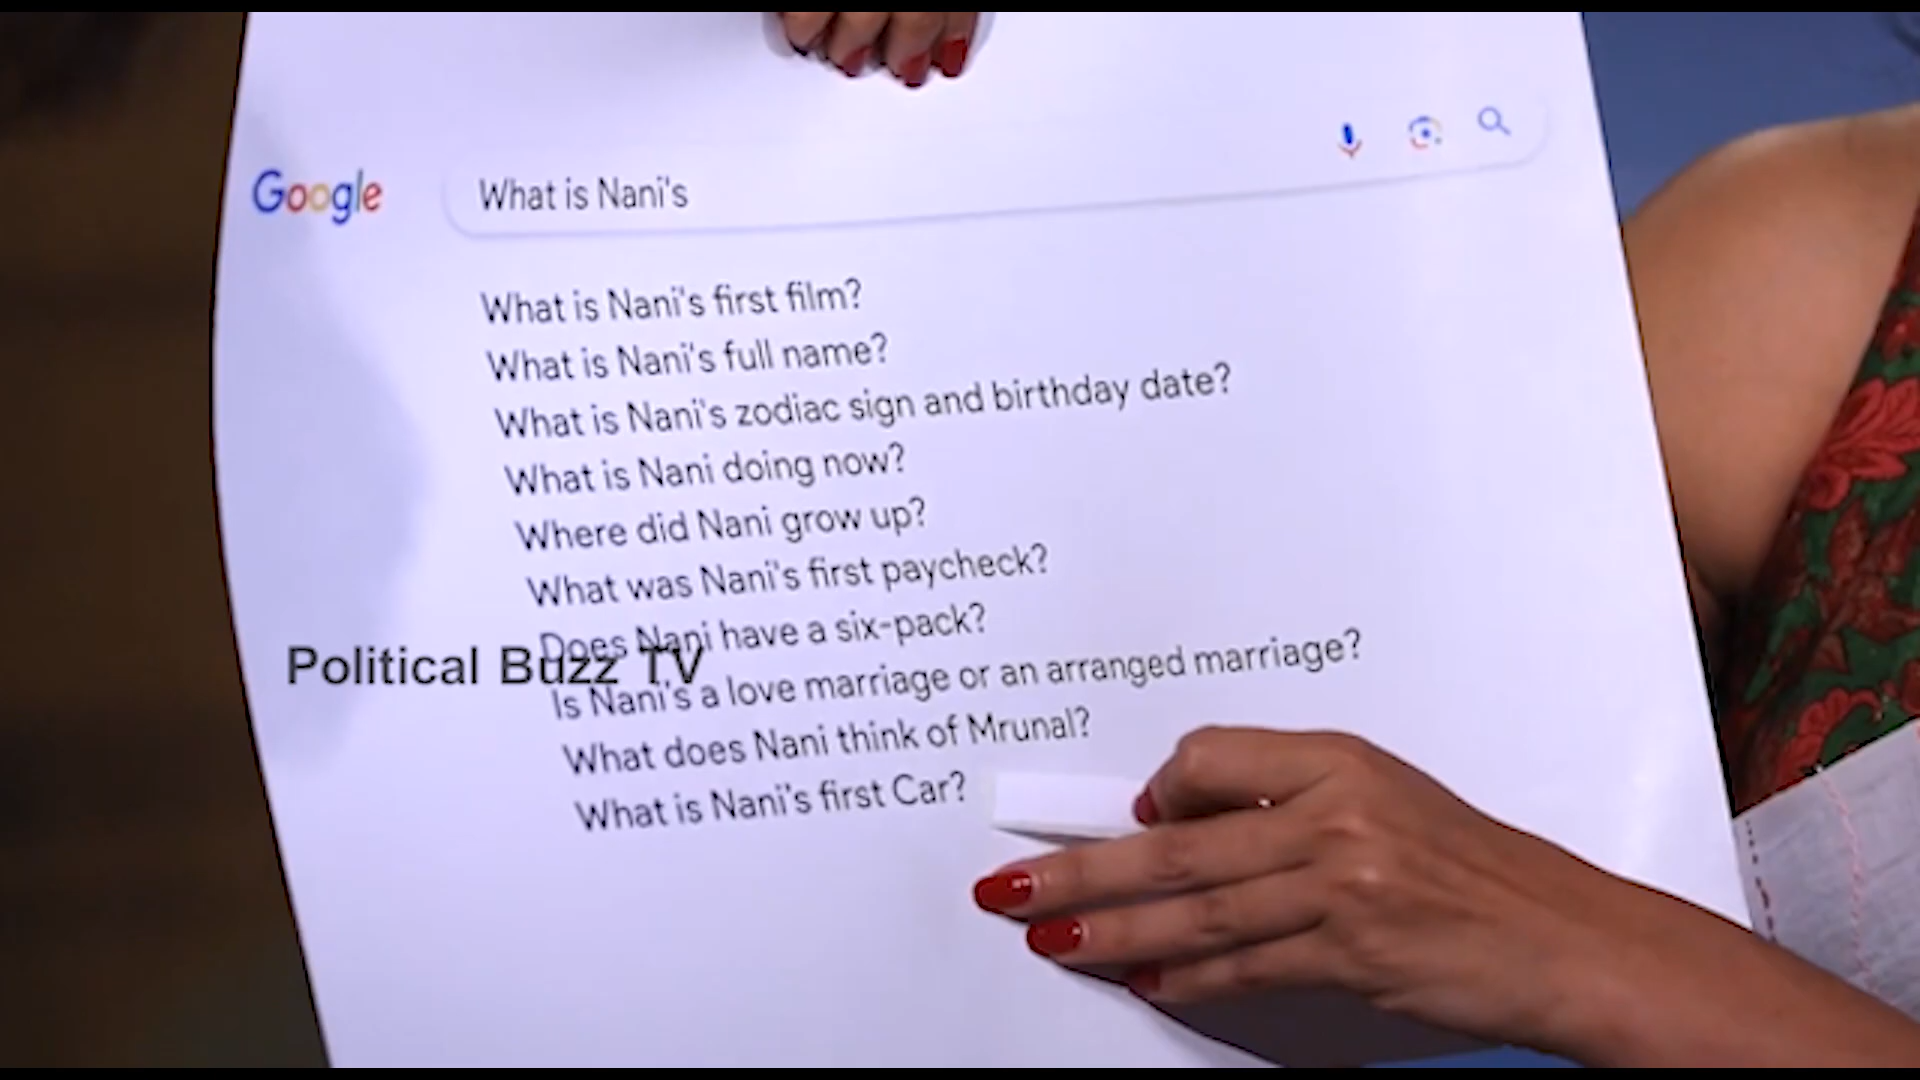 Google
What is Nani's
What is Nani's first film?
What is Nani's full name?
What is Nani's zodiac sign and birthday date?
What is Nani doing now?
Where did Nani grow up?
What was Nani's first paycheck?
Does Nani have a six-pack?
Political Buzz TV
Is Nani's a love marriage or an arranged marriage?
What does Nani think of Mrunal?
What is Nani's first Car?